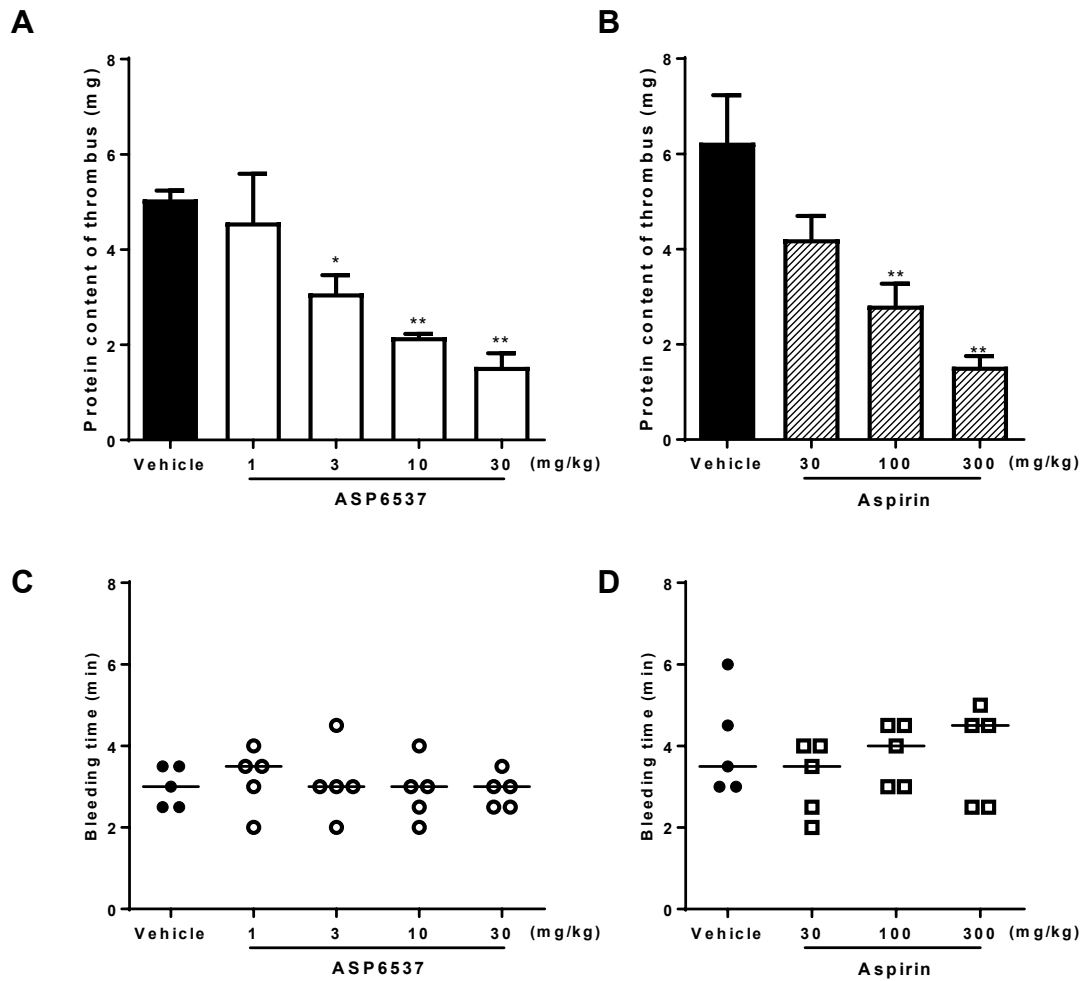 A
Protein content of thrombus (mg)
8
6
4
2
0
*
**
**
Vehicle 1 3 10 30 (mg/kg)
ASP6537
B
Protein content of thrombus (mg)
8
6
4
2
0
**
**
Vehicle 30 100 300 (mg/kg)
Aspirin
C
Bleeding time (min)
8
6
4
2
0
Vehicle 1 3 10 30 (mg/kg)
ASP6537
D
Bleeding time (min)
8
6
4
2
0
Vehicle 30 100 300 (mg/kg)
Aspirin